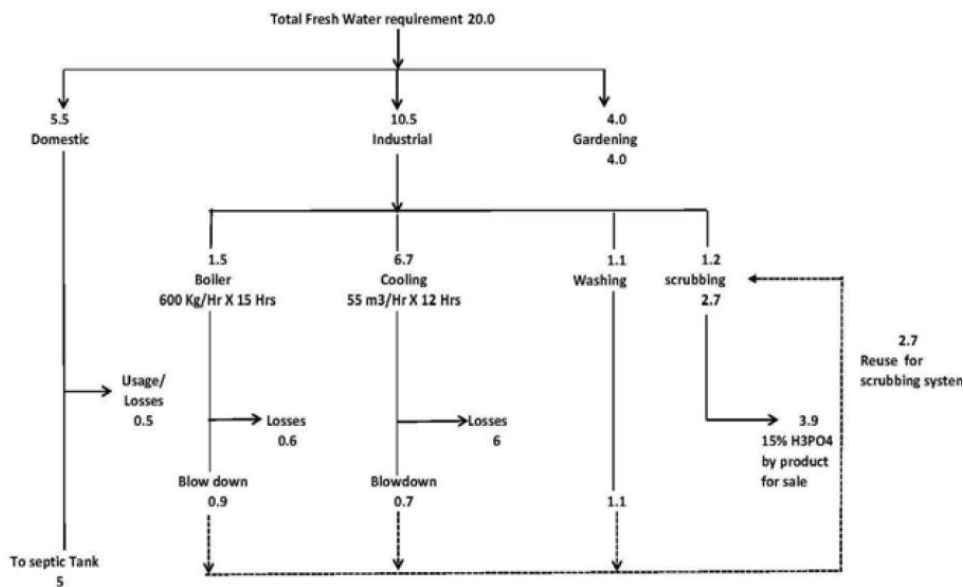 Total Fresh Water requirement 20.0
5.5
Domestic
10.5
Industrial
4.0
Gardening
4.0
1.5
Boiler
600 Kg/Hr X 15 Hrs
6.7
Cooling
55 m3/Hr X 12 Hrs
1.1
Washing
1.2
scrubbing
2.7
2.7
Reuse for
scrubbing system
Usage/
Losses
0.5
Losses
0.6
Losses
6
3.9
15% H3PO4
by product
for sale
Blow down
0.9
Blowdown
0.7
1.1
To septic Tank
5